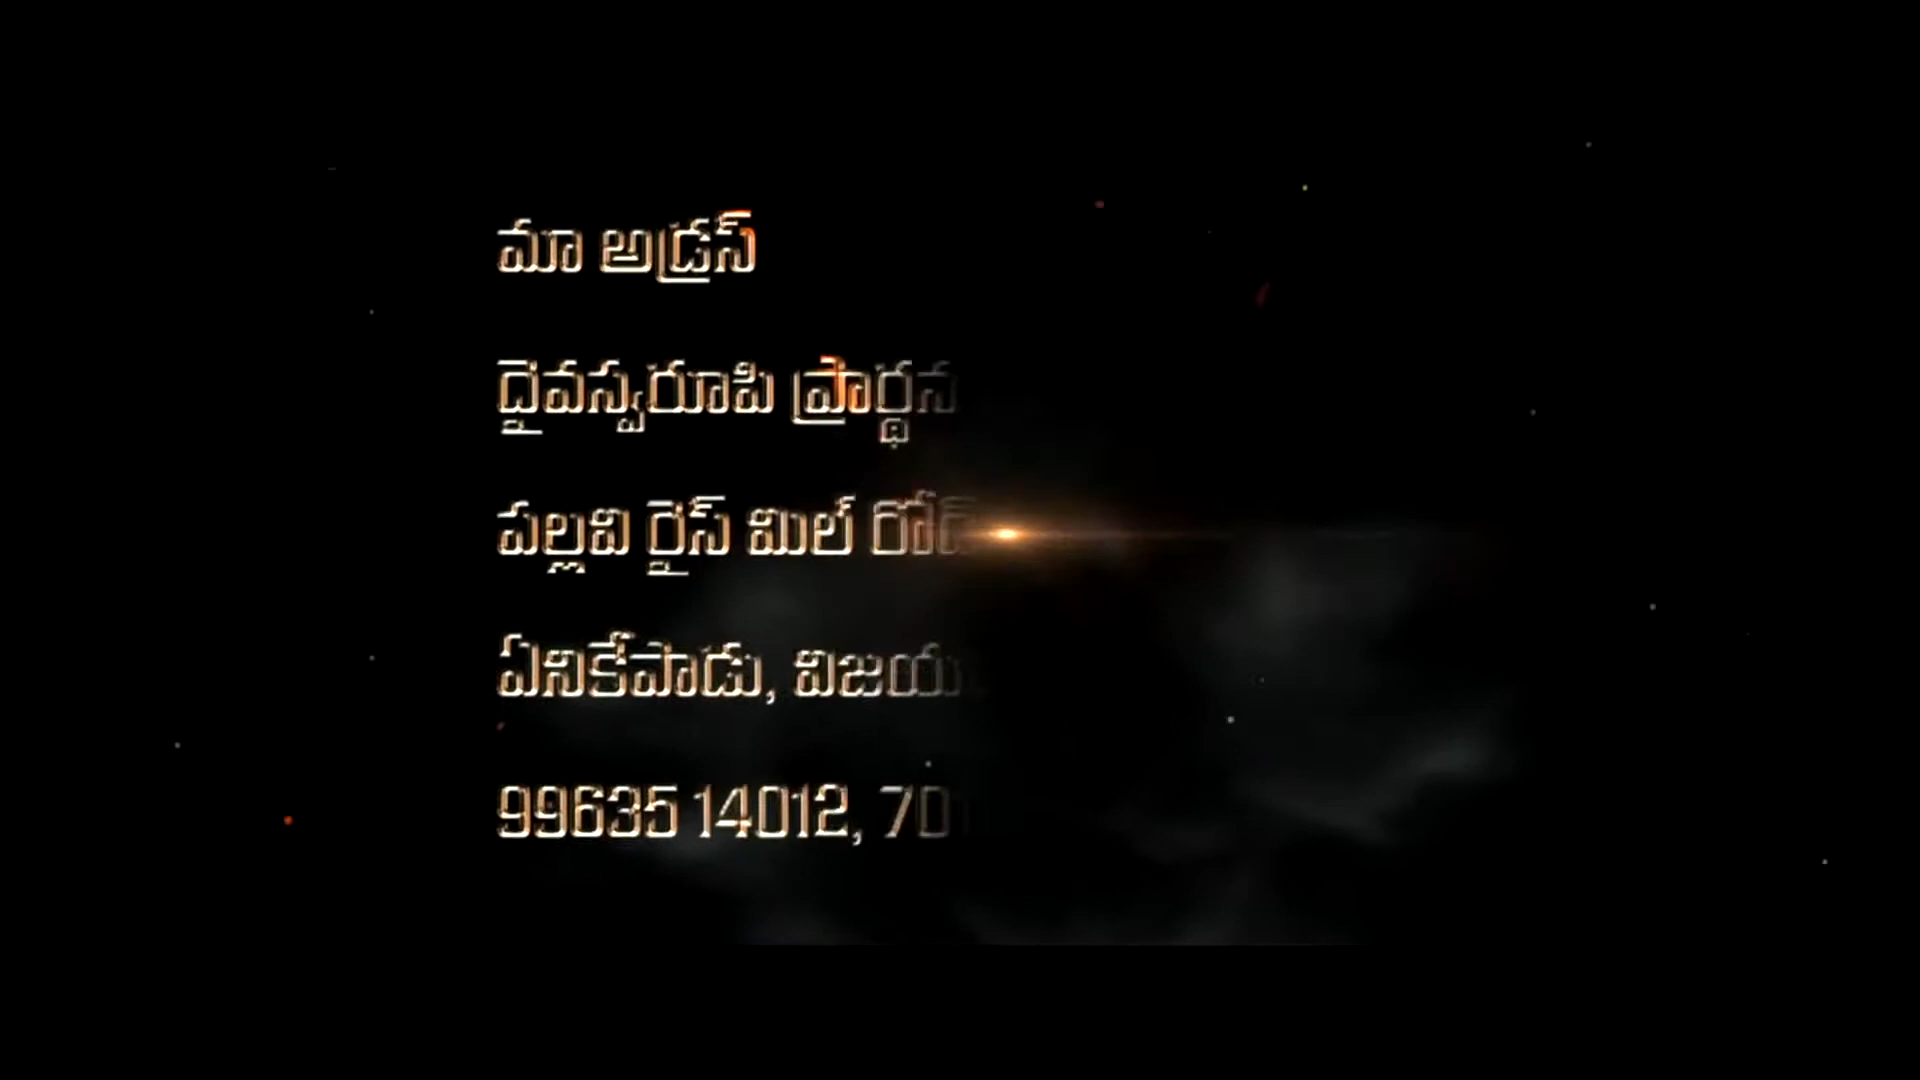 మా అడ్రస్
దైవస్వరూపి ప్రార్థన
పల్లవి రైస్ మిల్ రోడ్
ఏనికేపాడు,
99635 14012,